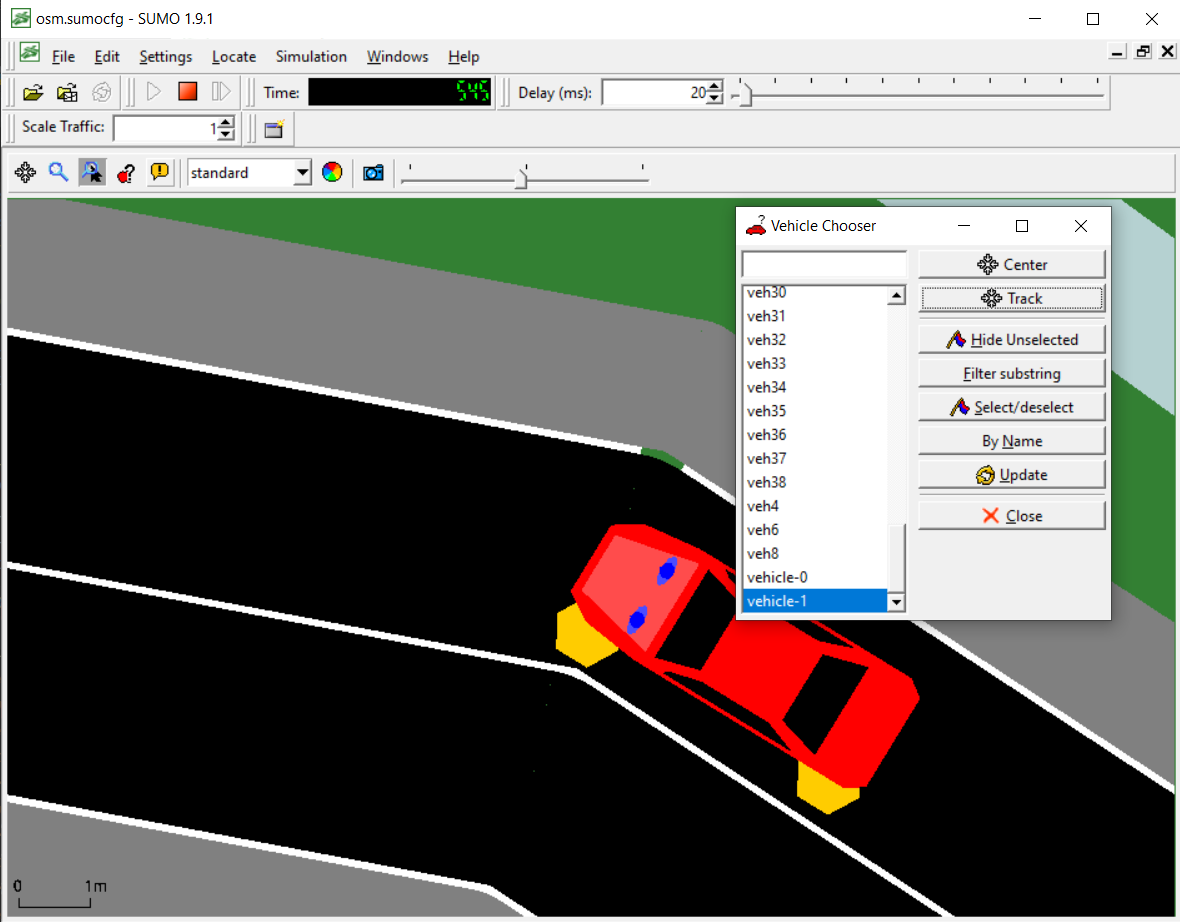 osm.sumocfg - SUMO 1.9.1
File Edit Settings Locate Simulation Windows Help
Time: 545 Delay (ms): 20
Scale Traffic: 1
standard
Vehicle Chooser
Center
Track
Hide Unselected
Filter substring
Select/deselect
By Name
Update
Close
veh30
veh31
veh32
veh33
veh34
veh35
veh36
veh37
veh38
veh4
veh6
veh8
vehicle-0
vehicle-1
0 1m